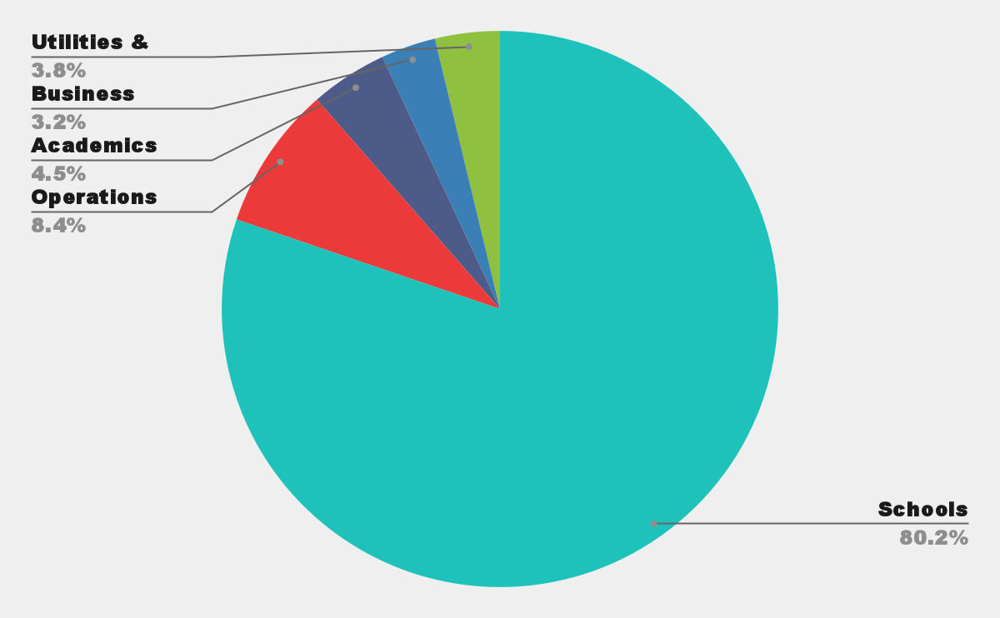 Utilities &
3.8%
Business
3.2%
Academics
4.5%
Operations
8.4%
Schools
80.2%